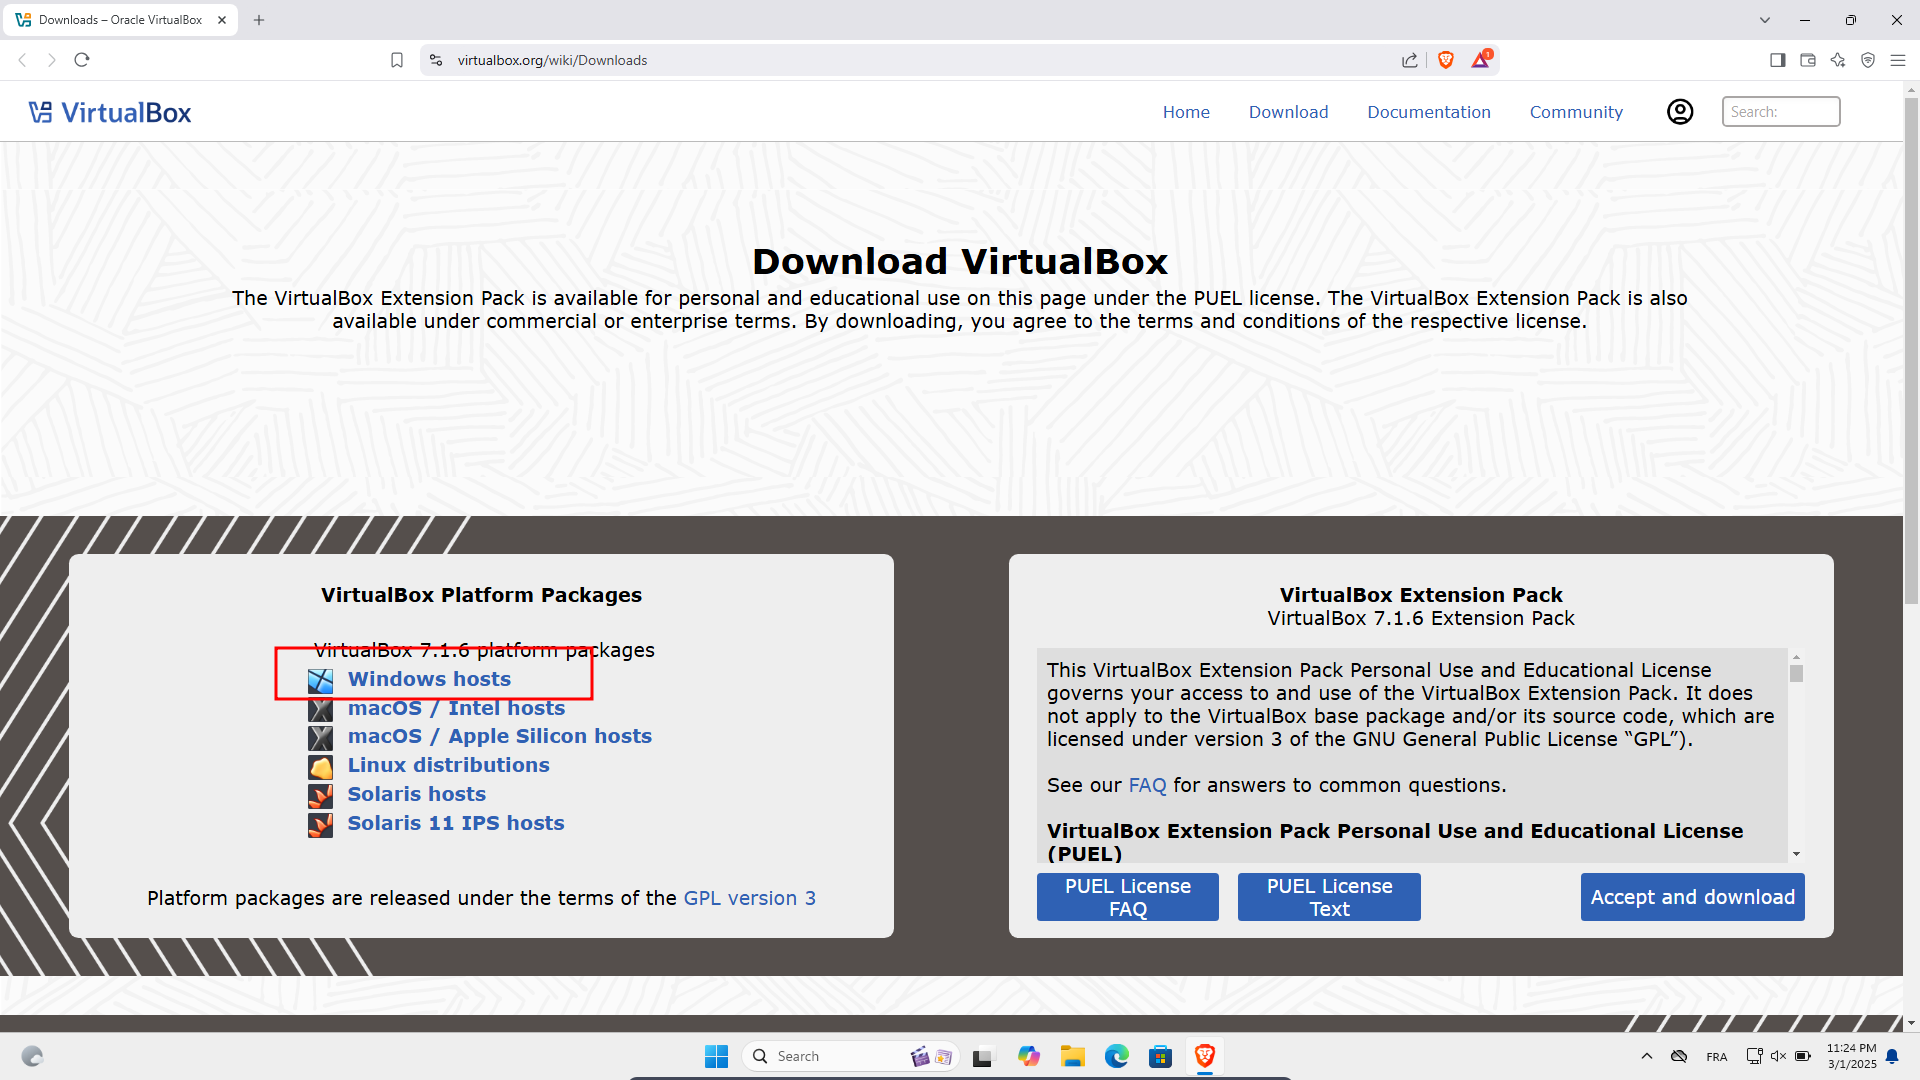 Downloads – Oracle VirtualBox
virtualbox.org/wiki/Downloads
1
VirtualBox
Home
Download
Documentation
Community
Search:
Download VirtualBox
The VirtualBox Extension Pack is available for personal and educational use on this page under the PUEL license. The VirtualBox Extension Pack is also
available under commercial or enterprise terms. By downloading, you agree to the terms and conditions of the respective license.
VirtualBox Platform Packages
VirtualBox 7.1.6 platform packages
Windows hosts
macOS / Intel hosts
macOS / Apple Silicon hosts
Linux distributions
Solaris hosts
Solaris 11 IPS hosts
Platform packages are released under the terms of the GPL version 3
VirtualBox Extension Pack
VirtualBox 7.1.6 Extension Pack
This VirtualBox Extension Pack Personal Use and Educational License
governs your access to and use of the VirtualBox Extension Pack. It does
not apply to the VirtualBox base package and/or its source code, which are
licensed under version 3 of the GNU General Public License “GPL”).
See our FAQ for answers to common questions.
VirtualBox Extension Pack Personal Use and Educational License
(PUEL)
PUEL License
FAQ
PUEL License
Text
Accept and download
Search
FRA
11:24 PM
3/1/2025